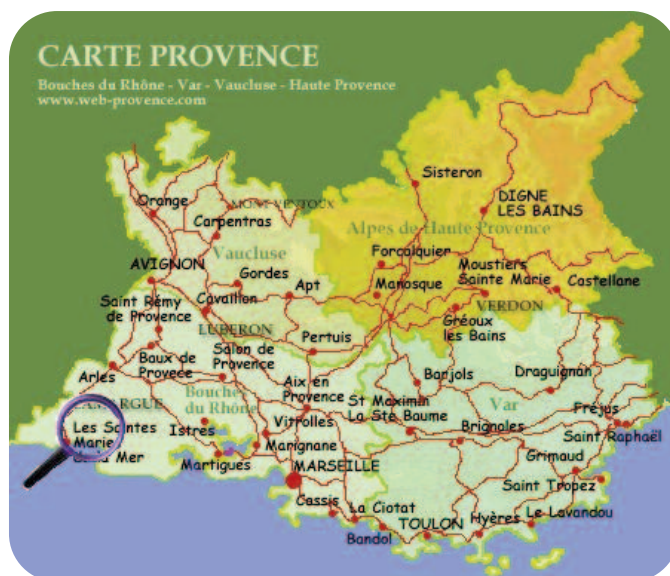 CARTE PROVENCE
Bouches du Rhône - Var - Vaucluse - Haute Provence
www.web-provence.com
Sisteron
Orange
MONT VENTOUX
DIGNE
LES BAINS
Carpentras
Alpes de Haute Provence
Vaucluse
Forcalquier
AVIGNON
Gordes
Moustiers
Sainte Marie
Castellane
Apt
Manosque
Saint Rémy
de Provence
Cavaillon
VERDON
LUBERON
Gréoux
les Bains
Pertuis
Baux de
Provece
Salon de
Provence
Arles
Aix en
Provence
Barjols
Draguignan
Bouches
du Rhône
St Maximin
La Ste Baume
Var
Fréjus
Les Saintes
Marie
Mer
Istres
Vitrolles
Brignoles
Saint Raphaël
Marignane
Martigues
MARSEILLE
Grimaud
Saint Tropez
Cassis
La Ciotat
Le Lavandou
Bandol
TOULON
Hyères